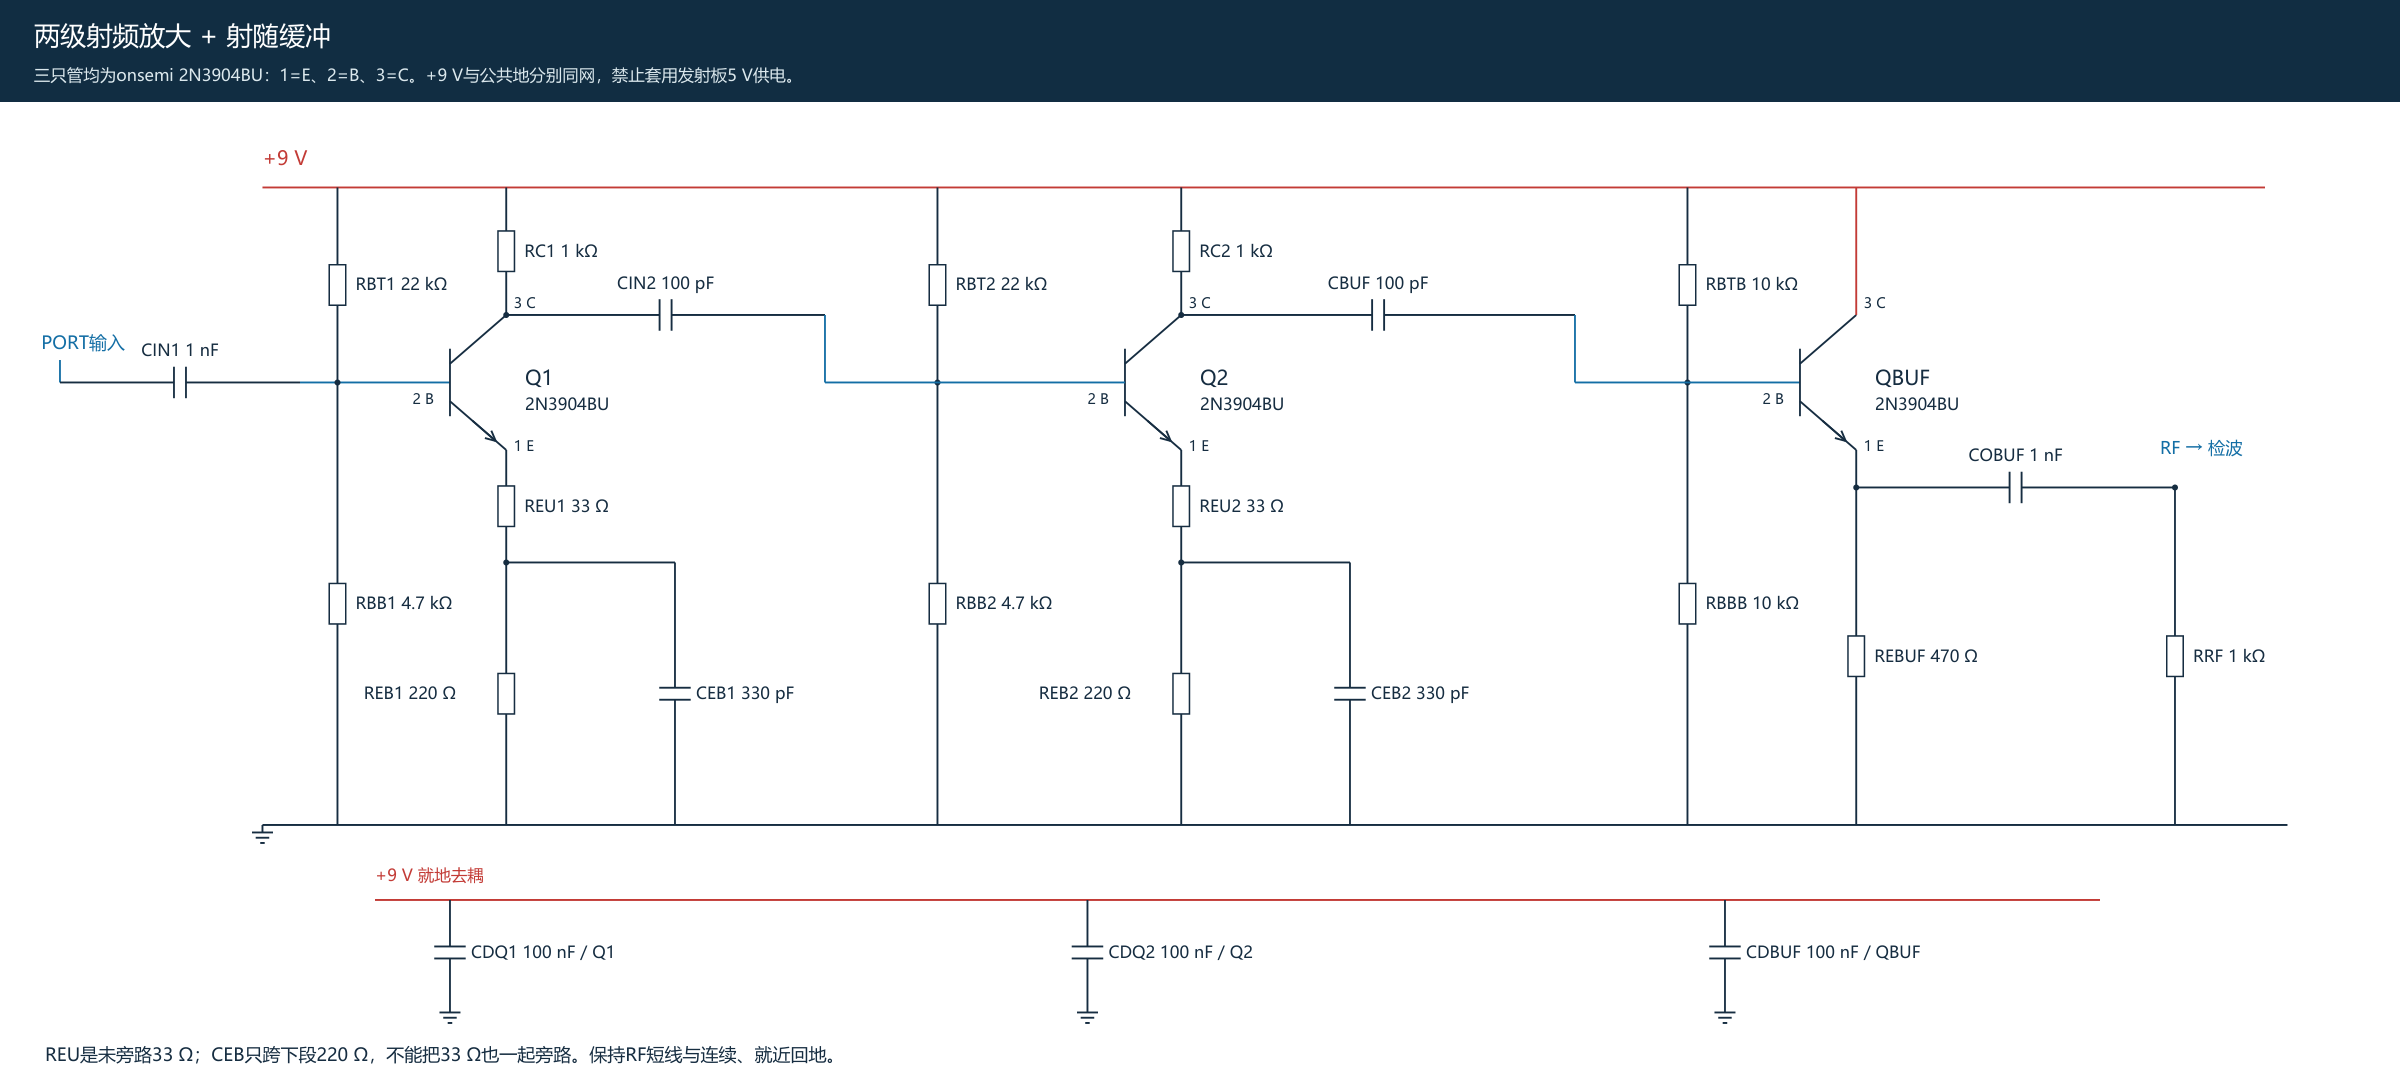 两级射频放大 + 射随缓冲
三只管均为onsemi 2N3904BU：1=E、2=B、3=C。+9 V与公共地分别同网，禁止套用发射板5 V供电。
+9 V
RC1 1 kΩ
RBT1 22 kΩ
3 C
CIN2 100 pF
PORT输入
CIN1 1 nF
2 B
Q1
2N3904BU
1 E
REU1 33 Ω
RBB1 4.7 kΩ
REB1 220 Ω
CEB1 330 pF
RC2 1 kΩ
RBT2 22 kΩ
3 C
CBUF 100 pF
2 B
Q2
2N3904BU
1 E
REU2 33 Ω
RBB2 4.7 kΩ
REB2 220 Ω
CEB2 330 pF
RBTB 10 kΩ
3 C
2 B
QBUF
2N3904BU
1 E
COBUF 1 nF
RF → 检波
RBBB 10 kΩ
REBUF 470 Ω
RRF 1 kΩ
+9 V 就地去耦
CDQ1 100 nF / Q1
CDQ2 100 nF / Q2
CDBUF 100 nF / QBUF
REU是未旁路33 Ω；CEB只跨下段220 Ω，不能把33 Ω也一起旁路。保持RF短线与连续、就近回地。